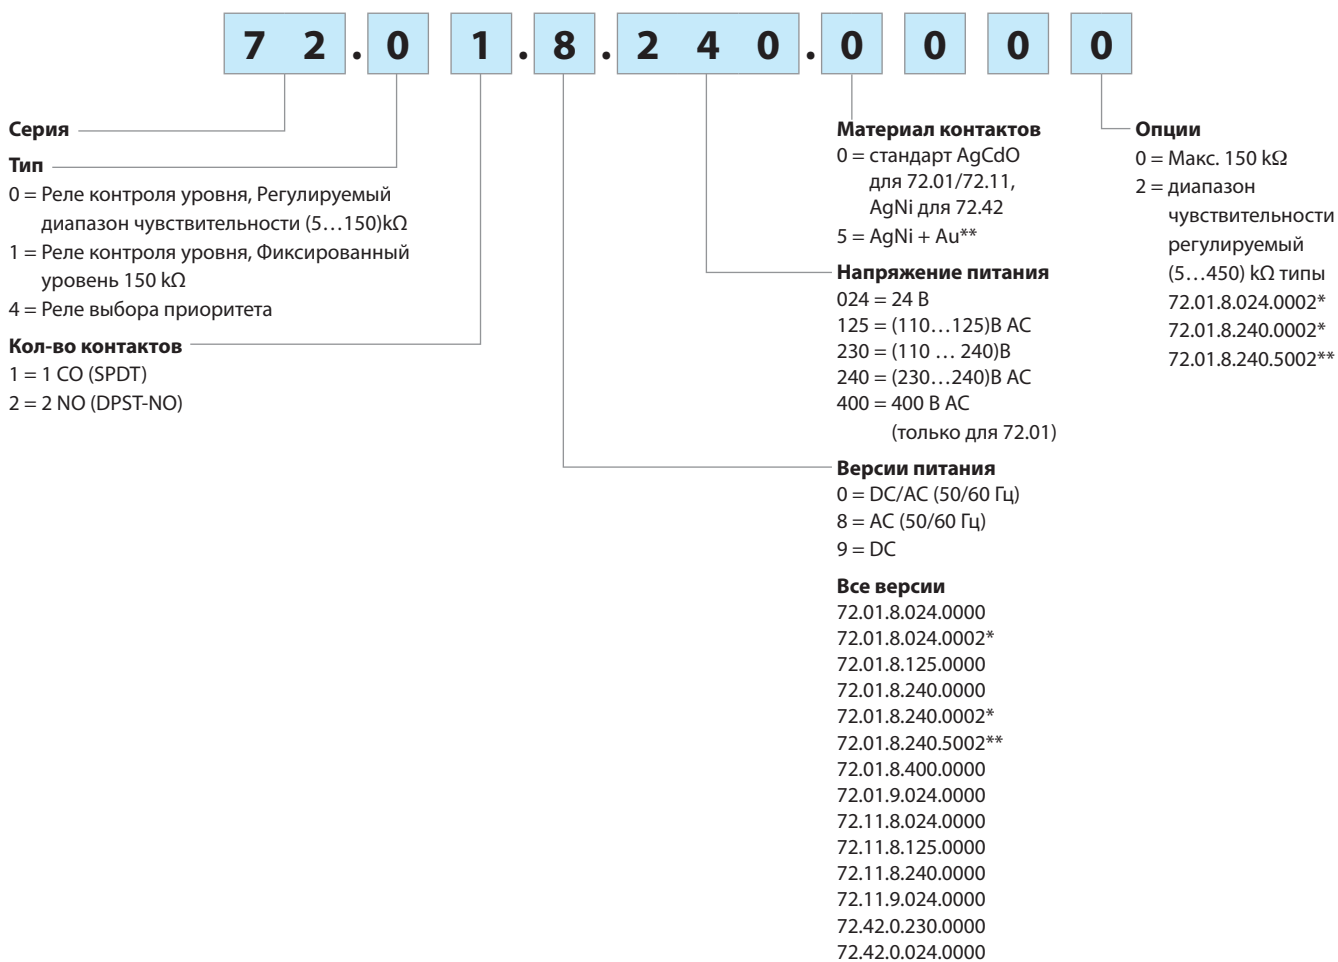 7 2 . 0 1 . 8 . 2 4 0 . 0 0 0 0
Серия
Тип
0 = Реле контроля уровня, Регулируемый
диапазон чувствительности (5…150)kΩ
1 = Реле контроля уровня, Фиксированный
уровень 150 kΩ
4 = Реле выбора приоритета
Кол-во контактов
1 = 1 CO (SPDT)
2 = 2 NO (DPST-NO)
Материал контактов
0 = стандарт AgCdO
для 72.01/72.11,
AgNi для 72.42
5 = AgNi + Au**
Напряжение питания
024 = 24 В
125 = (110…125)В AC
230 = (110 … 240)В
240 = (230…240)В AC
400 = 400 В AC
(только для 72.01)
Версии питания
0 = DC/AC (50/60 Гц)
8 = AC (50/60 Гц)
9 = DC
Все версии
72.01.8.024.0000
72.01.8.024.0002*
72.01.8.125.0000
72.01.8.240.0000
72.01.8.240.0002*
72.01.8.240.5002**
72.01.8.400.0000
72.01.9.024.0000
72.11.8.024.0000
72.11.8.125.0000
72.11.8.240.0000
72.11.9.024.0000
72.42.0.230.0000
72.42.0.024.0000
Опции
0 = Макс. 150 kΩ
2 = диапазон
чувствительности
регулируемый
(5…450) kΩ типы
72.01.8.024.0002*
72.01.8.240.0002*
72.01.8.240.5002**